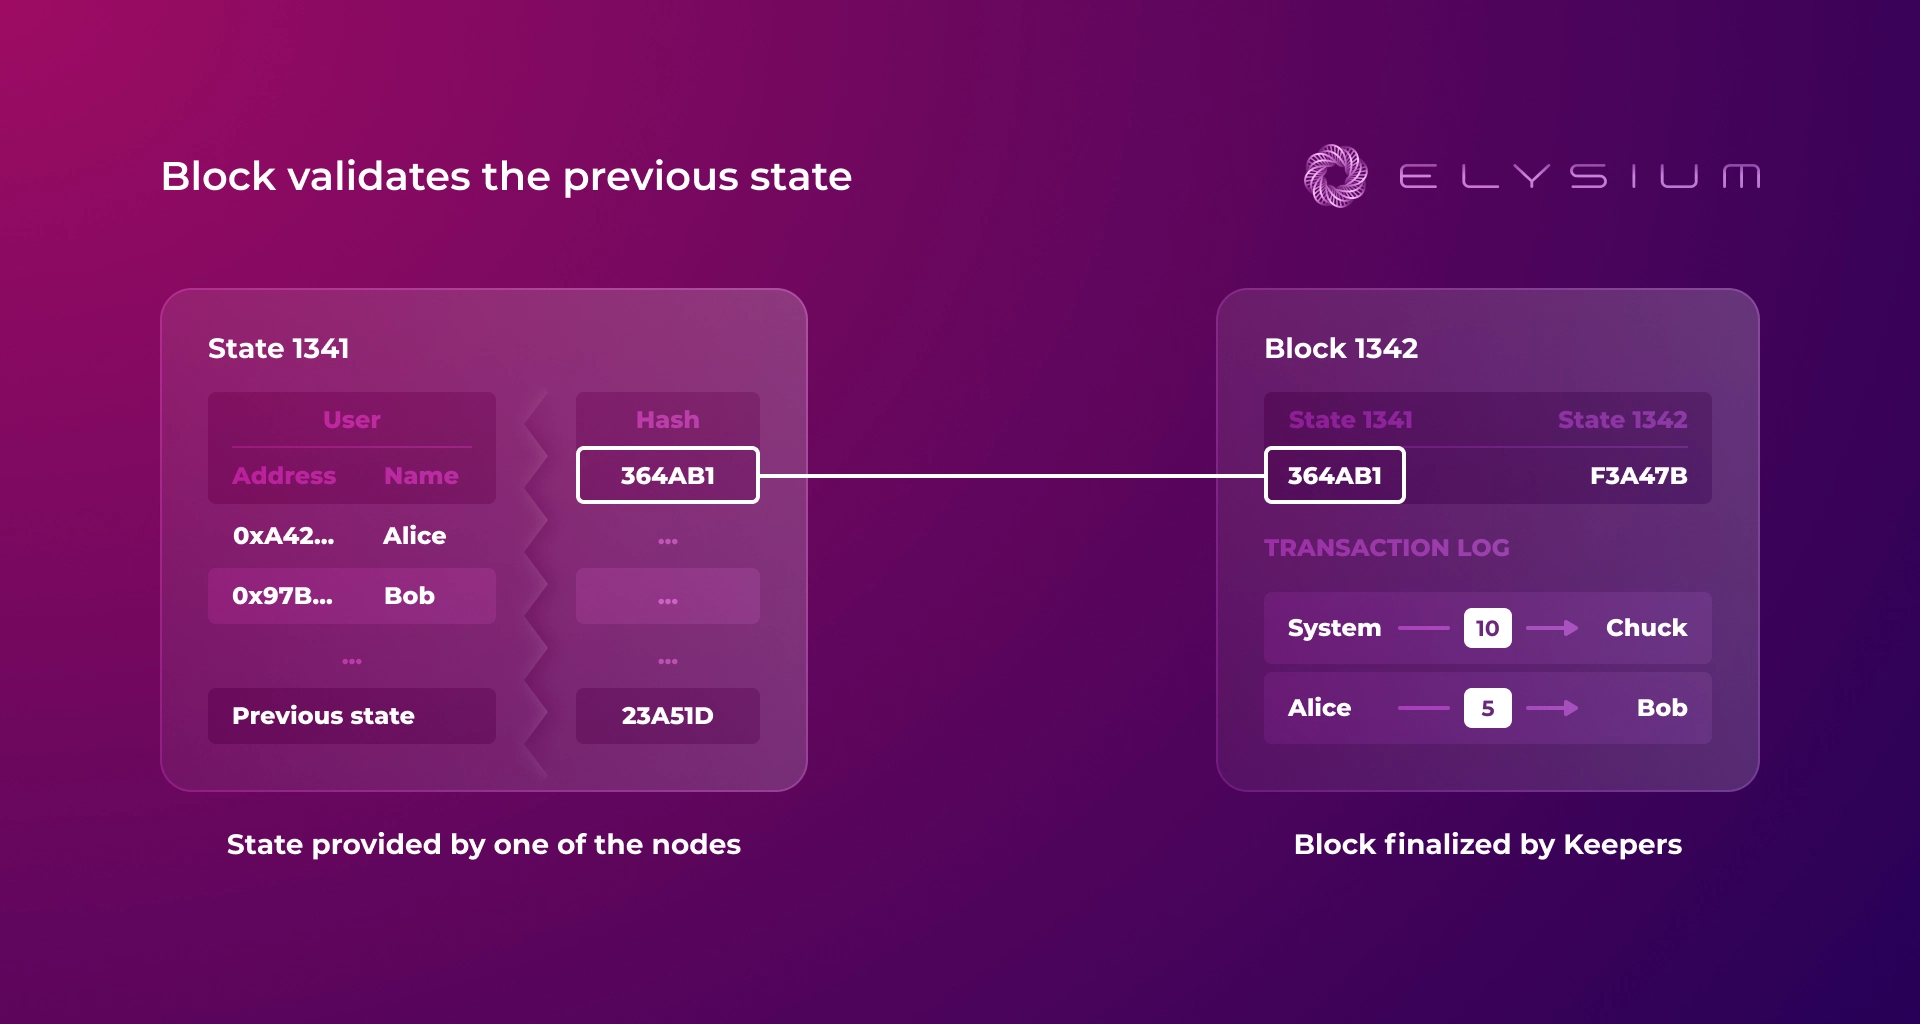 Block validates the previous state
ELYSIUM
State 1341
User
Hash
Address Name
364AB1
0xA42... Alice
...
0x97B... Bob
...
...
...
Previous state
23A51D
State provided by one of the nodes
Block 1342
State 1341 State 1342
364AB1 F3A47B
TRANSACTION LOG
System 10 Chuck
Alice 5 Bob
Block finalized by Keepers